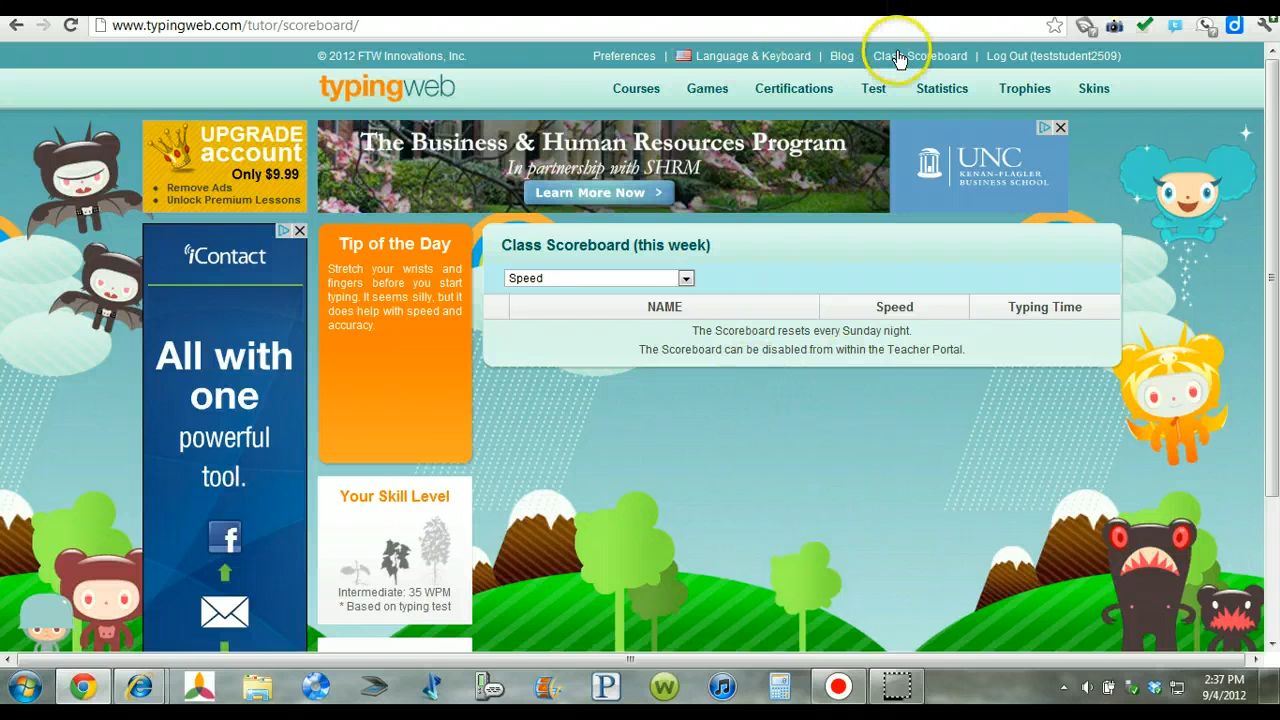 www.typingweb.com/tutor/scoreboard/
© 2012 FTW Innovations, Inc.
Preferences | Language & Keyboard | Blog | Class Scoreboard | Log Out (teststudent2509)
typingweb
Courses Games Certifications Test Statistics Trophies Skins
UPGRADE
account
Only $9.99
• Remove Ads
• Unlock Premium Lessons
The Business & Human Resources Program
In partnership with SHRM
Learn More Now >
UNC
KENAN-FLAGLER
BUSINESS SCHOOL
iContact
All with
one
powerful
tool.
f
Tip of the Day
Stretch your wrists and
fingers before you start
typing. It seems silly, but it
does help with speed and
accuracy.
Your Skill Level
Intermediate: 35 WPM
* Based on typing test
Class Scoreboard (this week)
Speed
NAME Speed Typing Time
The Scoreboard resets every Sunday night.
The Scoreboard can be disabled from within the Teacher Portal.
P
W
2:37 PM
9/4/2012